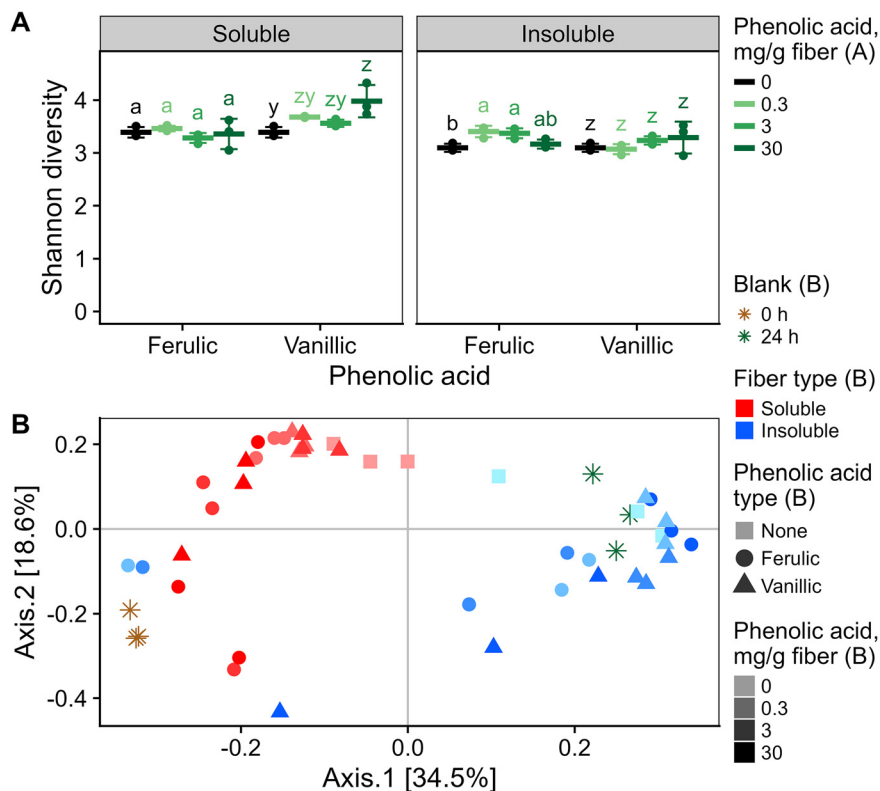 A
Soluble
Insoluble
Shannon diversity
4
3
2
1
0
a
a
a
a
y
zy
zy
z
b
a
a
ab
z
z
z
z
Ferulic
Vanillic
Ferulic
Vanillic
Phenolic acid
Phenolic acid,
mg/g fiber (A)
0
0.3
3
30
Blank (B)
0 h
24 h
Fiber type (B)
Soluble
Insoluble
Phenolic acid
type (B)
None
Ferulic
Vanillic
Phenolic acid,
mg/g fiber (B)
0
0.3
3
30
B
Axis.2 [18.6%]
0.2
0.0
-0.2
-0.4
-0.2
0.0
0.2
Axis.1 [34.5%]